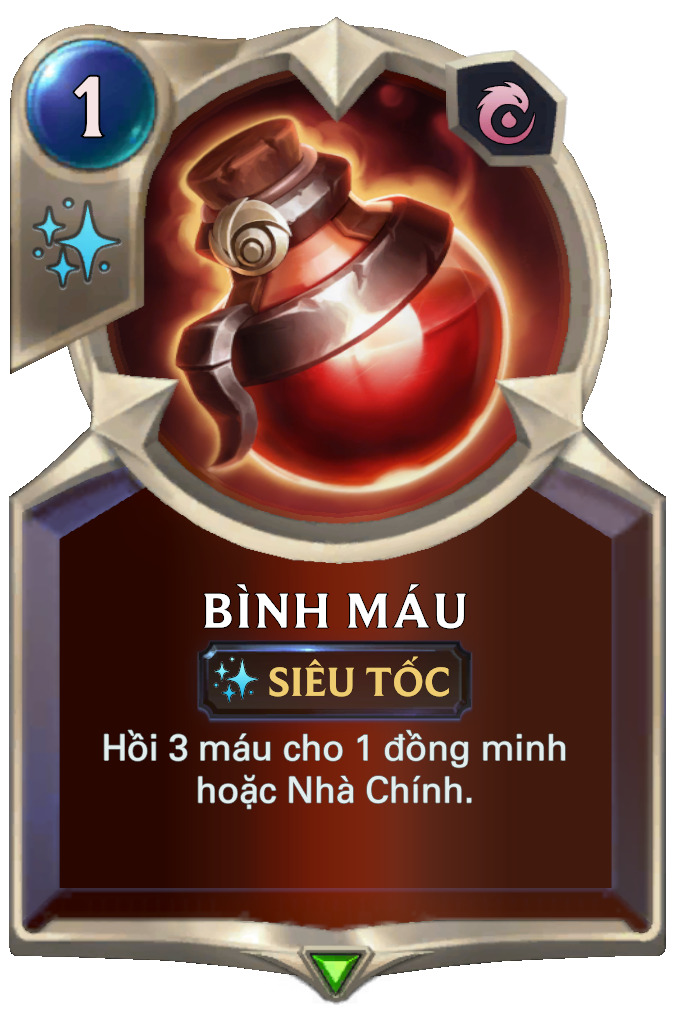 1
BÌNH MÁU
SIÊU TỐC
Hồi 3 máu cho 1 đồng minh
hoặc Nhà Chính.